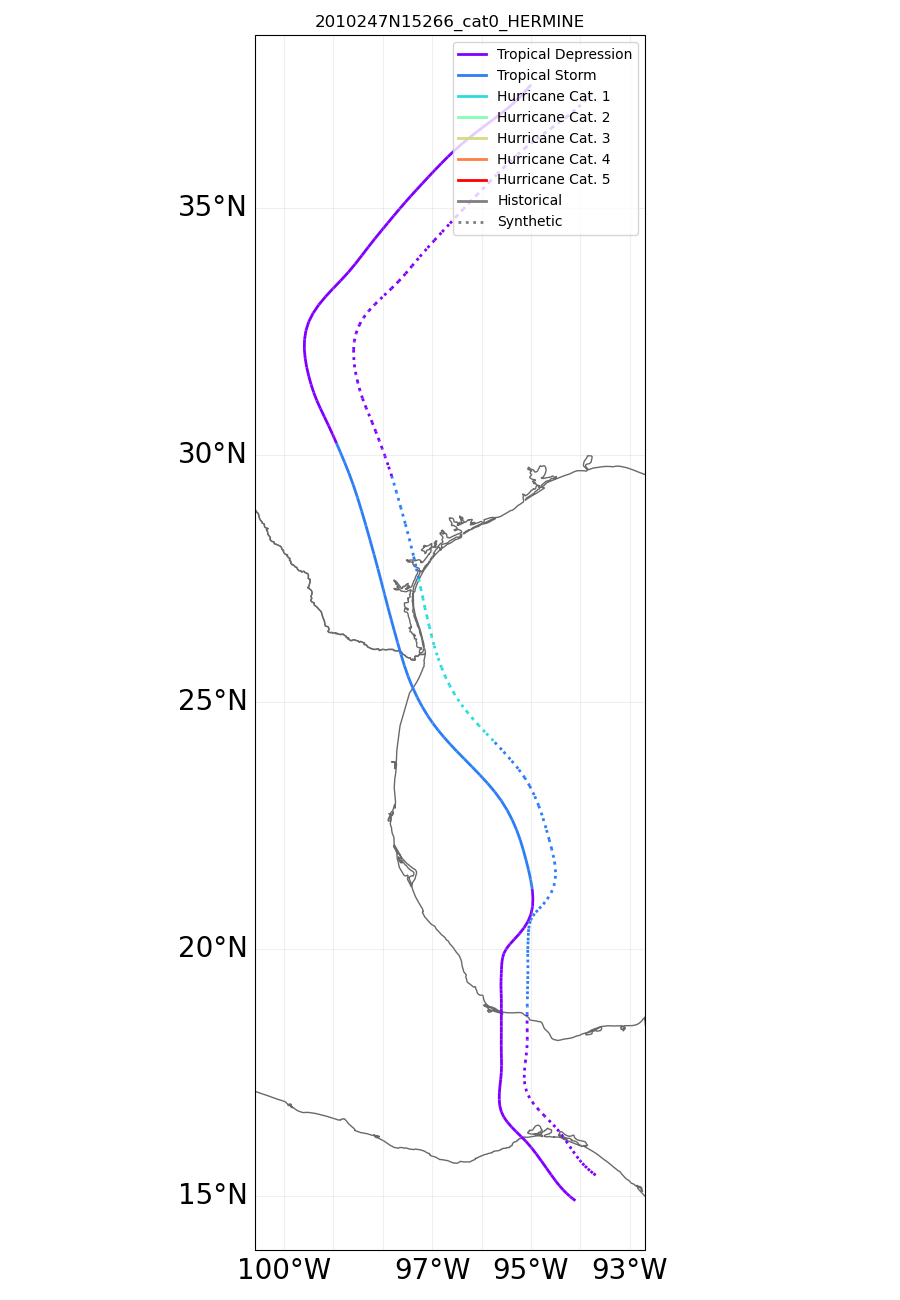 2010247N15266_cat0_HERMINE
Tropical Depression
Tropical Storm
Hurricane Cat. 1
Hurricane Cat. 2
Hurricane Cat. 3
Hurricane Cat. 4
Hurricane Cat. 5
Historical
Synthetic
35°N
30°N
25°N
20°N
15°N
100°W 97°W 95°W 93°W